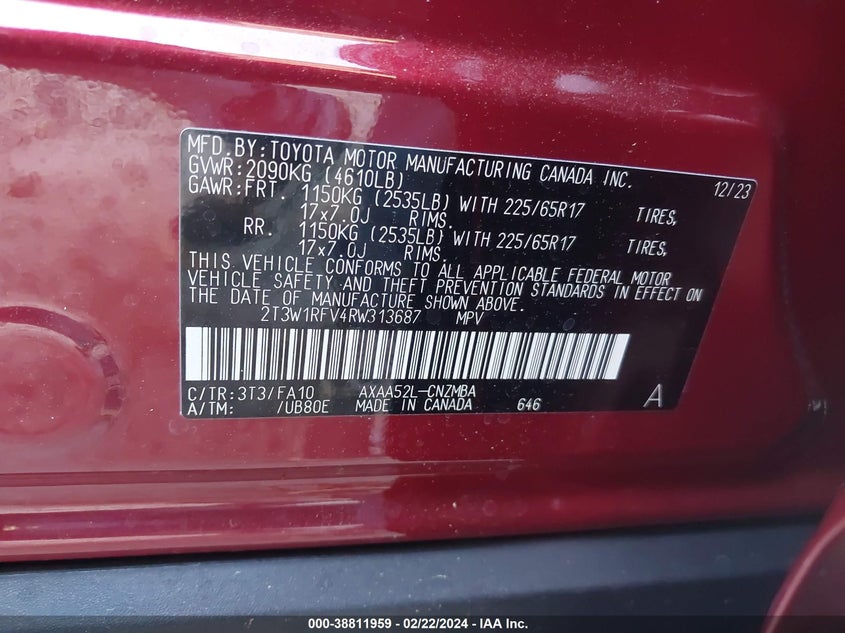 MFD.BY:TOYOTA MOTOR MANUFACTURING CANADA INC. 12/23
GVWR:2090KG (4610LB)
GAWR:FRT. 1150KG (2535LB) WITH 225/65R17 TIRES,
17x7.0J RIMS.
RR. 1150KG (2535LB) WITH 225/65R17 TIRES,
17x7.0J RIMS.
THIS VEHICLE CONFORMS TO ALL APPLICABLE FEDERAL MOTOR
VEHICLE SAFETY AND THEFT PREVENTION STANDARDS IN EFFECT ON
THE DATE OF MANUFACTURE SHOWN ABOVE.
2T3W1RFV4RW313687 MPV
C/TR:3T3/FA10 AXAA52L-CNZMBA
A/TM: /UB80E MADE IN CANADA 646 A
000-38811959 - 02/22/2024 - IAA Inc.